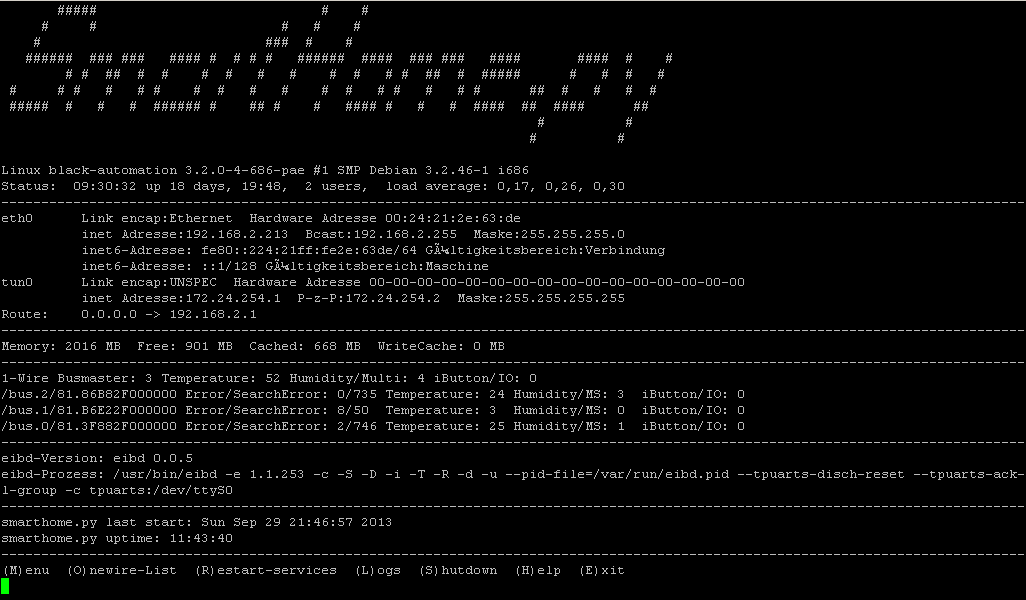 SmartHome.py
Linux black-automation 3.2.0-4-686-pae #1 SMP Debian 3.2.46-1 i686
Status:  09:30:32 up 18 days, 19:48,  2 users,  load average: 0,17, 0,26, 0,30
eth0      Link encap:Ethernet  Hardware Adresse 00:24:21:2e:63:de
inet Adresse:192.168.2.213  Bcast:192.168.2.255  Maske:255.255.255.0
inet6-Adresse: fe80::224:21ff:fe2e:63de/64 Gültigkeitsbereich:Verbindung
inet6-Adresse: ::1/128 Gültigkeitsbereich:Maschine
tun0      Link encap:UNSPEC  Hardware Adresse 00-00-00-00-00-00-00-00-00-00-00-00-00-00-00-00
inet Adresse:172.24.254.1  P-z-P:172.24.254.2  Maske:255.255.255.255
Route:    0.0.0.0 -> 192.168.2.1
Memory: 2016 MB  Free: 901 MB  Cached: 668 MB  WriteCache: 0 MB
1-Wire Busmaster: 3 Temperature: 52 Humidity/Multi: 4 iButton/IO: 0
/bus.2/81.86B82F000000 Error/SearchError: 0/735 Temperature: 24 Humidity/MS: 3  iButton/IO: 0
/bus.1/81.B6E22F000000 Error/SearchError: 8/50  Temperature: 3  Humidity/MS: 0  iButton/IO: 0
/bus.0/81.3F882F000000 Error/SearchError: 2/746 Temperature: 25 Humidity/MS: 1  iButton/IO: 0
eibd-Version: eibd 0.0.5
eibd-Prozess: /usr/bin/eibd -e 1.1.253 -c -S -D -i -T -R -d -u --pid-file=/var/run/eibd.pid --tpuarts-disch-reset --tpuarts-ack-
l-group -c tpuarts:/dev/ttyS0
smarthome.py last start: Sun Sep 29 21:46:57 2013
smarthome.py uptime: 11:43:40
(M)enu  (O)newire-List  (R)estart-services  (L)ogs  (S)hutdown  (H)elp  (E)xit